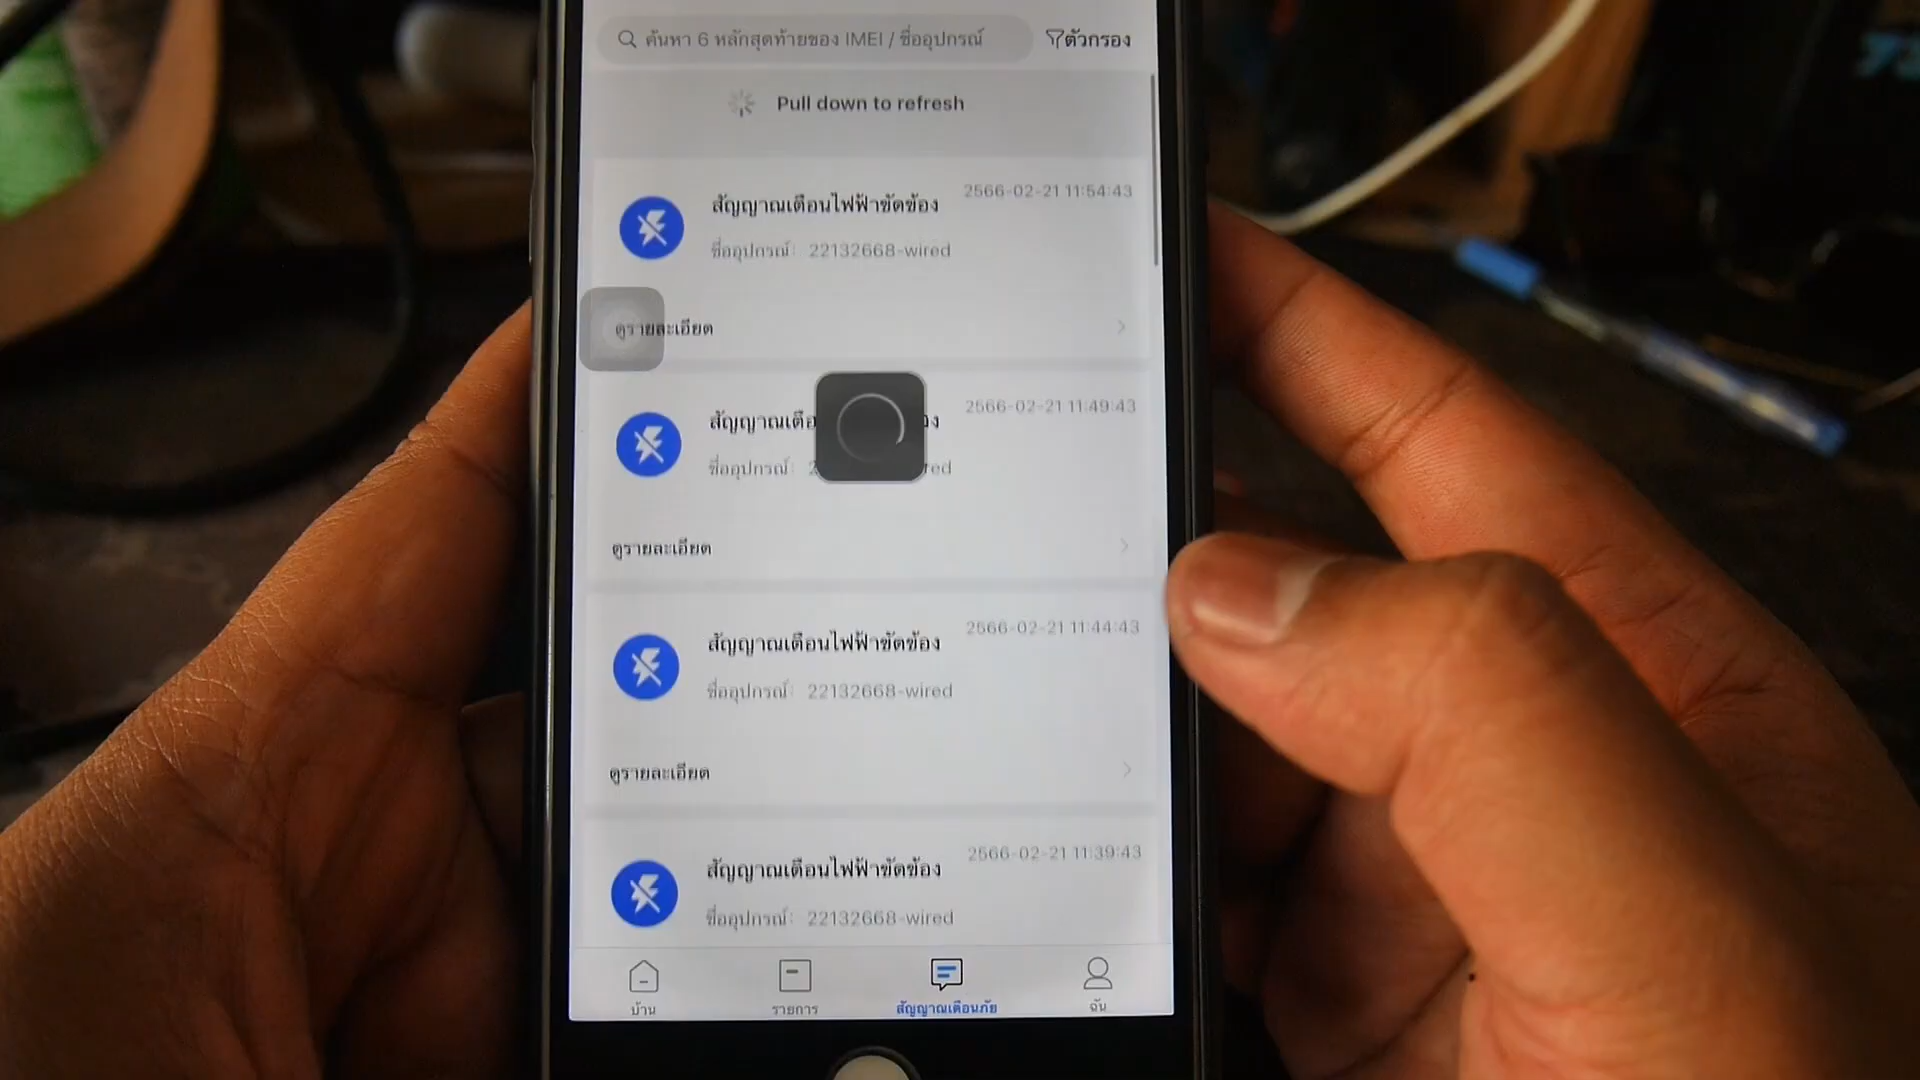 ค้นหา 6 หลักสุดท้ายของ IMEI / ชื่ออุปกรณ์
ตัวกรอง
Pull down to refresh
สัญญาณเตือนไฟฟ้าขัดข้อง
2566-02-21 11:54:43
ชื่ออุปกรณ์: 22132668-wired
ดูรายละเอียด
2566-02-21 11:49:43
ชื่ออุปกรณ์:
ดูรายละเอียด
สัญญาณเตือนไฟฟ้าขัดข้อง
2566-02-21 11:44:43
ชื่ออุปกรณ์: 22132668-wired
ดูรายละเอียด
สัญญาณเตือนไฟฟ้าขัดข้อง
2566-02-21 11:39:43
ชื่ออุปกรณ์: 22132668-wired
บ้าน
รายการ
สัญญาณเตือนภัย
ฉัน